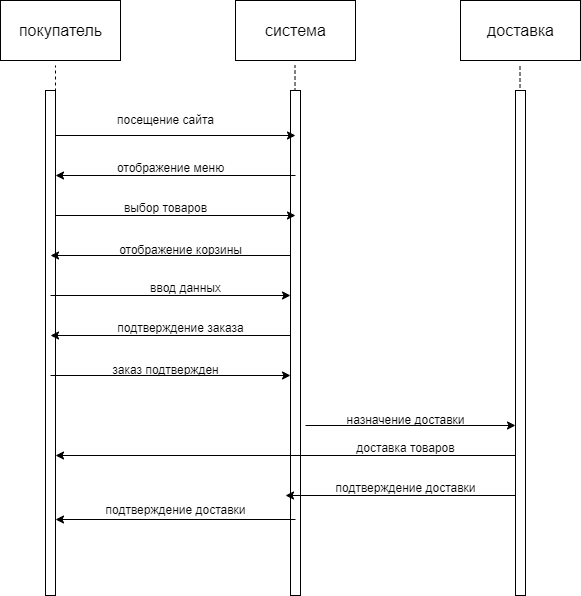 покупатель
система
доставка
посещение сайта
отображение меню
выбор товаров
отображение корзины
ввод данных
подтверждение заказа
заказ подтвержден
назначение доставки
доставка товаров
подтверждение доставки
подтверждение доставки